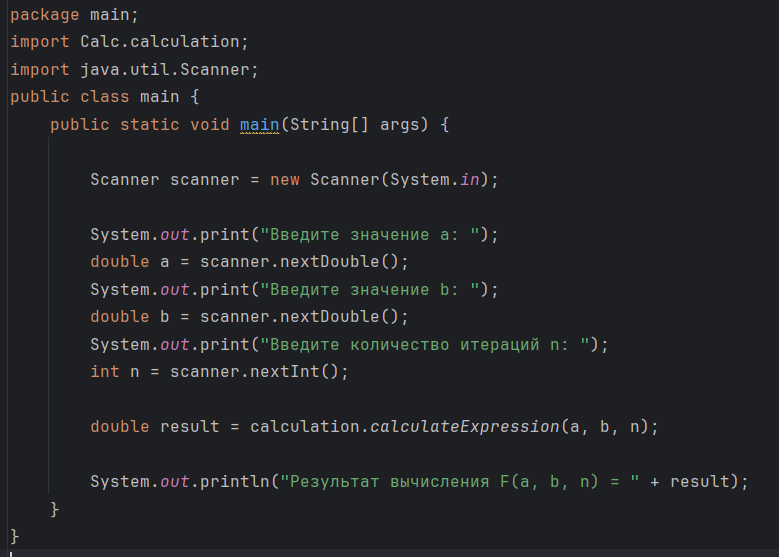 package main;
import Calc.calculation;
import java.util.Scanner;
public class main {
    public static void main(String[] args) {

        Scanner scanner = new Scanner(System.in);

        System.out.print("Введите значение a: ");
        double a = scanner.nextDouble();
        System.out.print("Введите значение b: ");
        double b = scanner.nextDouble();
        System.out.print("Введите количество итераций n: ");
        int n = scanner.nextInt();

        double result = calculation.calculateExpression(a, b, n);

        System.out.println("Результат вычисления F(a, b, n) = " + result);
    }
}